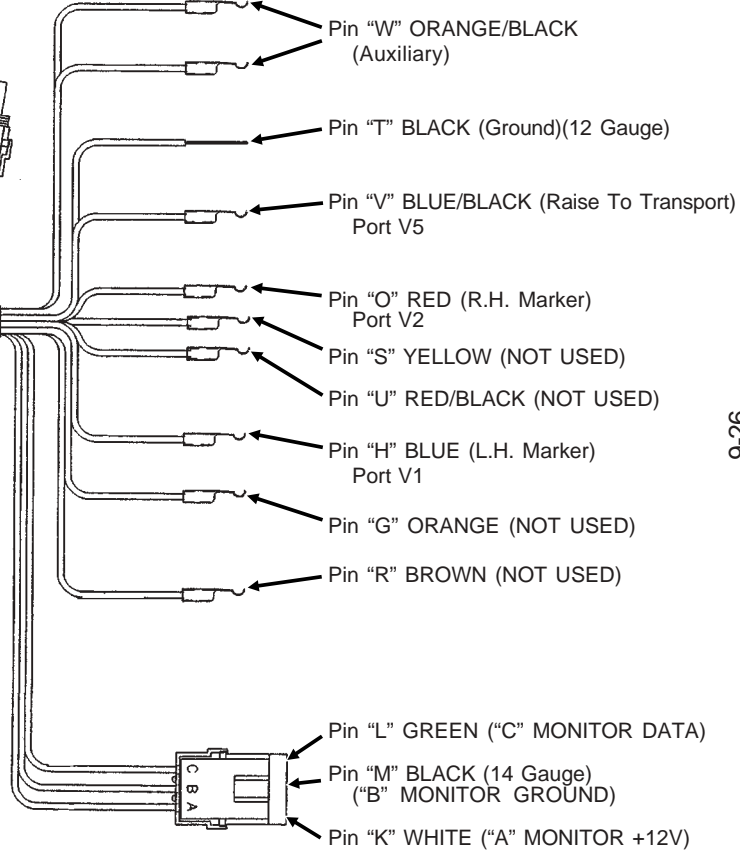 Pin “W” ORANGE/BLACK
(Auxiliary)
Pin “T” BLACK (Ground)(12 Gauge)
Pin “V” BLUE/BLACK (Raise To Transport)
Port V5
Pin “O” RED (R.H. Marker)
Port V2
Pin “S” YELLOW (NOT USED)
Pin “U” RED/BLACK (NOT USED)
9-26
Pin “H” BLUE (L.H. Marker)
Port V1
Pin “G” ORANGE (NOT USED)
Pin “R” BROWN (NOT USED)
Pin “L” GREEN (“C” MONITOR DATA)
Pin “M” BLACK (14 Gauge)
(“B” MONITOR GROUND)
Pin “K” WHITE (“A” MONITOR +12V)
C
B
A